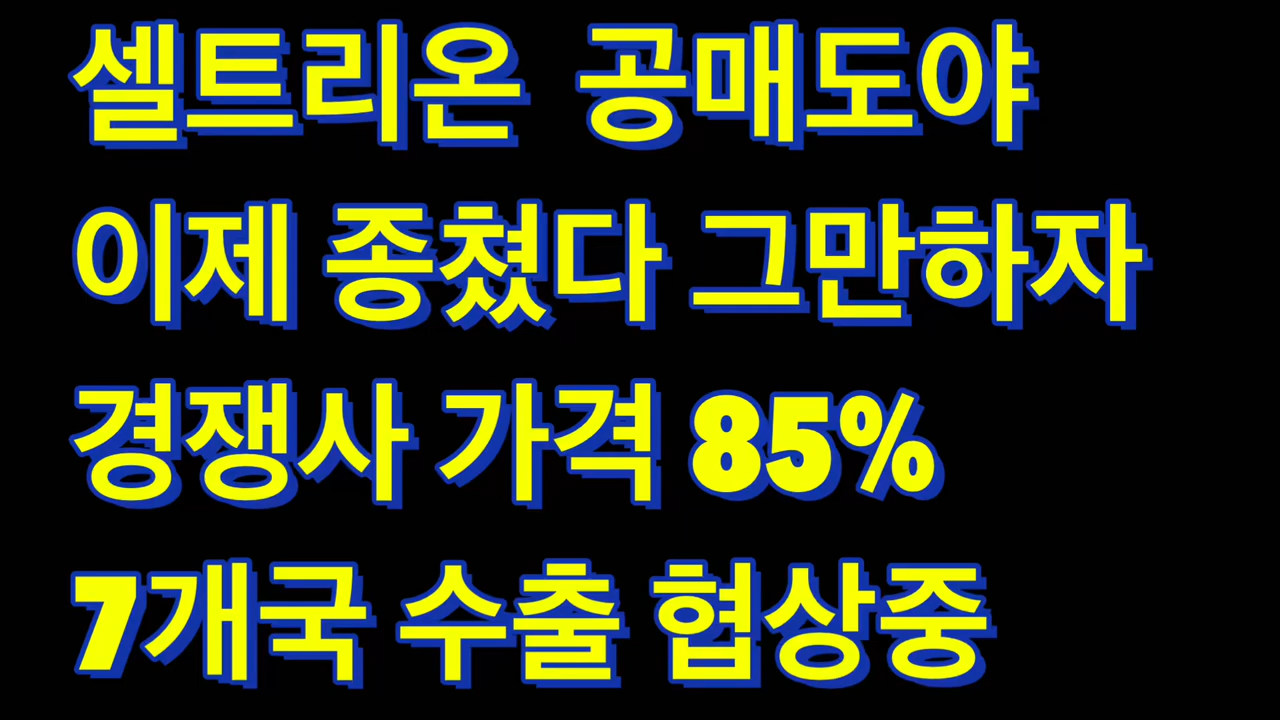 셀트리온 공매도야
이제 종쳤다 그만하자
경쟁사 가격 85%
7개국 수출 협상중